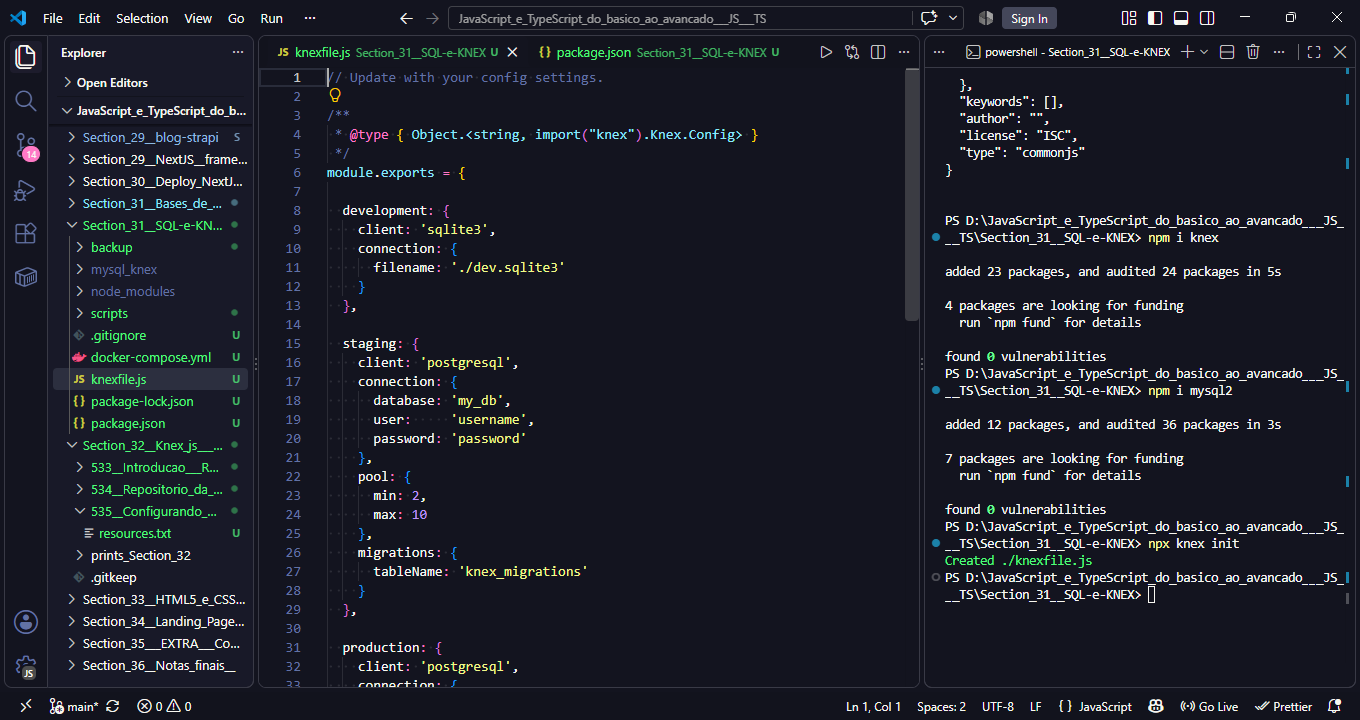 File Edit Selection View Go Run ··· JavaScript_e_TypeScript_do_basico_ao_avancado___JS__TS Sign In
Explorer ···
Open Editors
JavaScript_e_TypeScript_do_b...
Section_29__blog-strapi S
Section_29__NextJS__frame...
Section_30__Deploy_NextJ...
14
Section_31__Bases_de_...
Section_31__SQL-e-KN...
backup
mysql_knex
node_modules
scripts
.gitignore U
docker-compose.yml U
JS knexfile.js U
{} package-lock.json U
{} package.json U
Section_32__Knex_js___...
533__Introducao__R...
534__Repositorio_da_...
535__Configurando_...
resources.txt U
prints_Section_32
.gitkeep
Section_33__HTML5_e_CSS...
Section_34__Landing_Page...
Section_35___EXTRA___Co...
Section_36__Notas_finais__
JS
JS knexfile.js Section_31__SQL-e-KNEX U {} package.json Section_31__SQL-e-KNEX U ···
1 // Update with your config settings.
2
3 /**
4 * @type { Object.<string, import("knex").Knex.Config> }
5 */
6 module.exports = {
7
8 development: {
9 client: 'sqlite3',
10 connection: {
11 filename: './dev.sqlite3'
12 }
13 },
14
15 staging: {
16 client: 'postgresql',
17 connection: {
18 database: 'my_db',
19 user: 'username',
20 password: 'password'
21 },
22 pool: {
23 min: 2,
24 max: 10
25 },
26 migrations: {
27 tableName: 'knex_migrations'
28 }
29 },
30
31 production: {
32 client: 'postgresql',
33 connection: {
··· powershell - Section_31__SQL-e-KNEX ···
},
"keywords": [],
"author": "",
"license": "ISC",
"type": "commonjs"
}
PS D:\JavaScript_e_TypeScript_do_basico_ao_avancado___JS_
__TS\Section_31__SQL-e-KNEX> npm i knex
added 23 packages, and audited 24 packages in 5s
4 packages are looking for funding
run `npm fund` for details
found 0 vulnerabilities
PS D:\JavaScript_e_TypeScript_do_basico_ao_avancado___JS_
__TS\Section_31__SQL-e-KNEX> npm i mysql2
added 12 packages, and audited 36 packages in 3s
7 packages are looking for funding
run `npm fund` for details
found 0 vulnerabilities
PS D:\JavaScript_e_TypeScript_do_basico_ao_avancado___JS_
__TS\Section_31__SQL-e-KNEX> npx knex init
Created ./knexfile.js
PS D:\JavaScript_e_TypeScript_do_basico_ao_avancado___JS_
__TS\Section_31__SQL-e-KNEX>
main* 0 0 Ln 1, Col 1 Spaces: 2 UTF-8 LF {} JavaScript Go Live Prettier